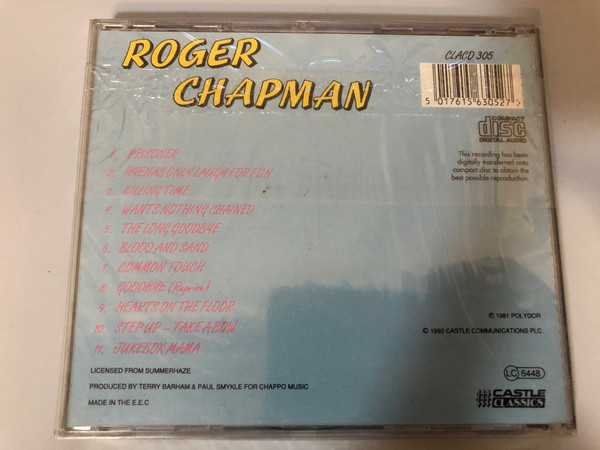 ROGER
CHAPMAN
CLACD 305
5 017615 630527 >
COMPACT
disc
DIGITAL AUDIO
This recording has been
digitally transferred onto
compact disc to obtain the
best possible reproduction.
1. PRISONER
2. HYENAS ONLY LAUGH FOR FUN
3. KILLING TIME
4. WANTS NOTHING CHAINED
5. THE LONG GOODBYE
6. BLOOD AND SAND
7. COMMON TOUCH
8. GOODBYE (Reprise)
9. HEARTS ON THE FLOOR
10. STEP UP - TAKE A BOW
11. JUKEBOX MAMA
℗ 1981 POLYDOR
© 1992 CASTLE COMMUNICATIONS PLC
LICENSED FROM SUMMERHAZE
PRODUCED BY TERRY BARHAM & PAUL SMYKLE FOR CHAPPO MUSIC
MADE IN THE E.E.C
LC 6448
CASTLE
CLASSICS